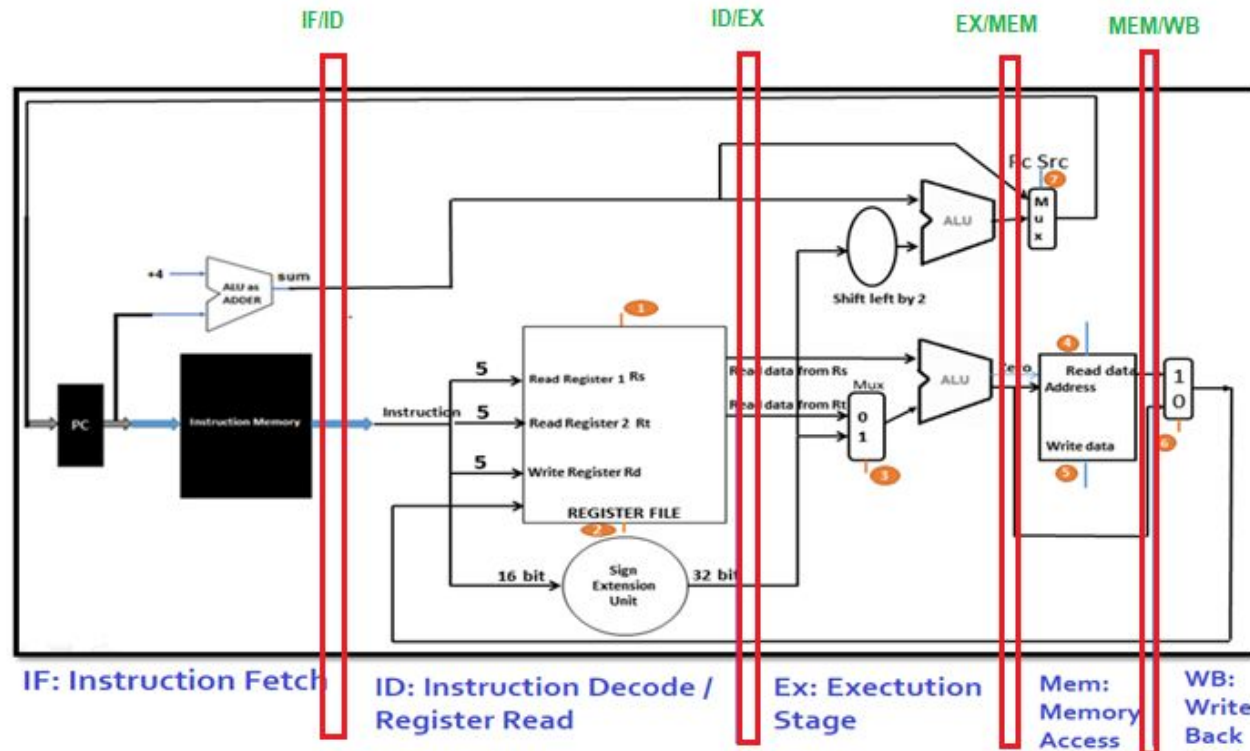 IF/ID
ID/EX
EX/MEM
MEM/WB
Pc Src
7
M
u
x
ALU
+4
sum
ALU as
ADDER
Shift left by 2
1
5
Read Register 1 Rs
Read data from Rs
Mux
ALU
Zero
4
Read data
Address
1
0
PC
Instruction Memory
Instruction
5
Read Register 2 Rt
Read data from Rt
0
1
5
Write Register Rd
3
Write data
5
6
REGISTER FILE
2
16 bit
Sign
Extension
Unit
32 bit
IF: Instruction Fetch
ID: Instruction Decode /
Register Read
Ex: Exectution
Stage
Mem:
Memory
Access
WB:
Write
Back